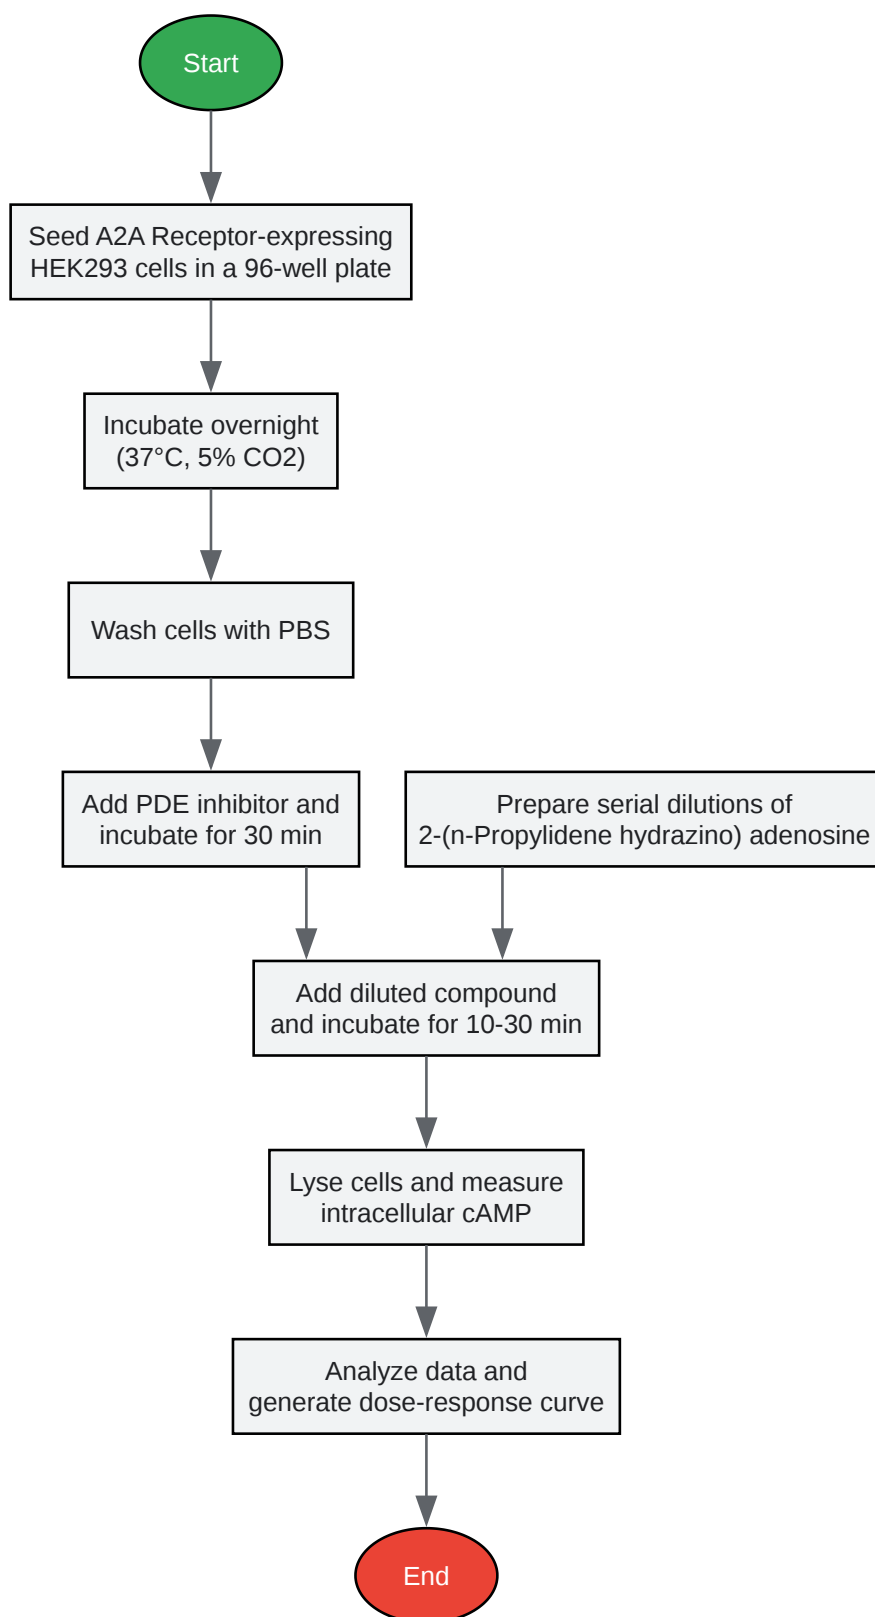 Start
Seed A2A Receptor-expressing
HEK293 cells in a 96-well plate
Incubate overnight
(37°C, 5% CO2)
Wash cells with PBS
Add PDE inhibitor and
incubate for 30 min
Prepare serial dilutions of
2-(n-Propylidene hydrazino) adenosine
Add diluted compound
and incubate for 10-30 min
Lyse cells and measure
intracellular cAMP
Analyze data and
generate dose-response curve
End